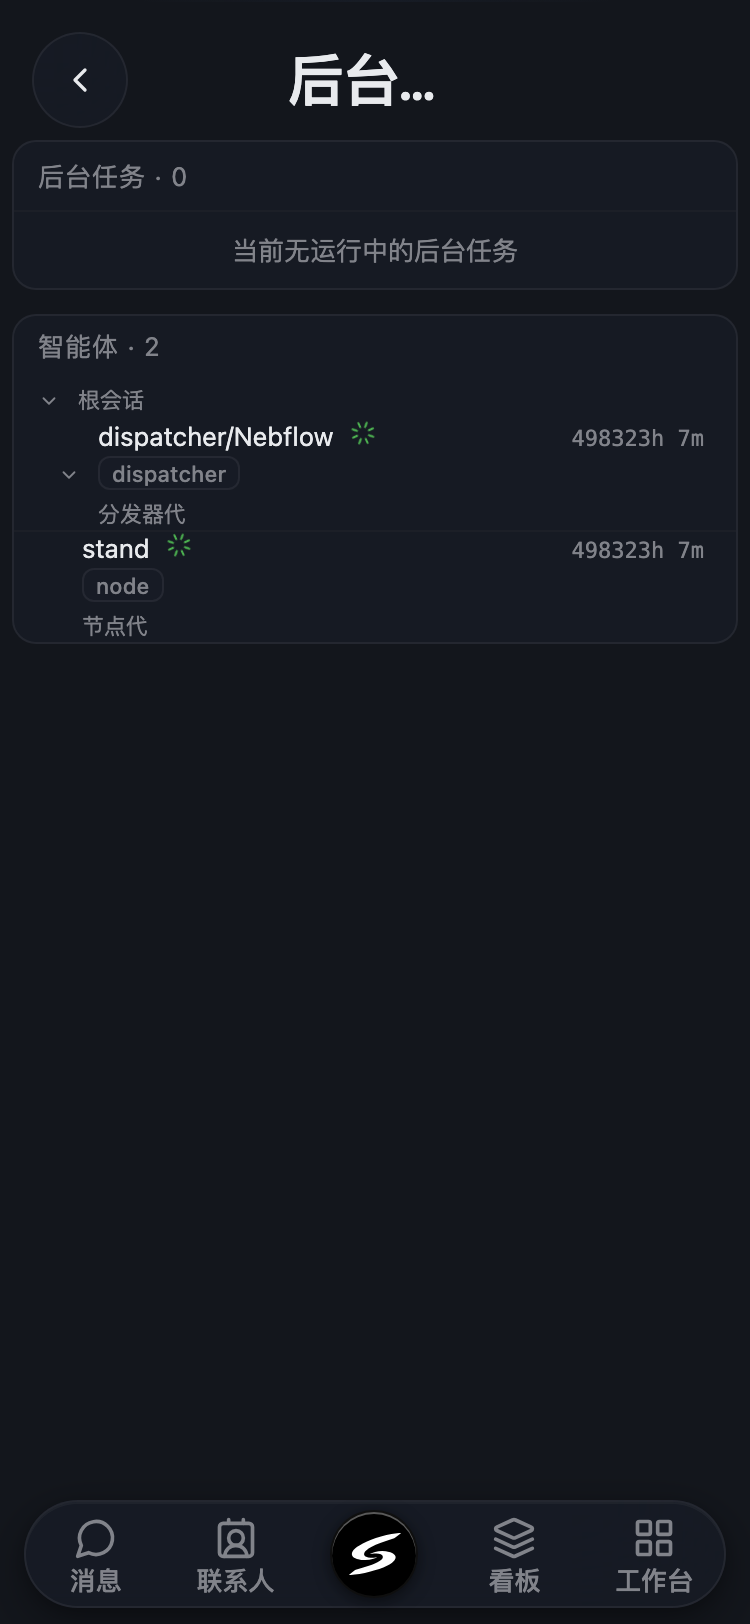 后台...
后台任务 · 0
当前无运行中的后台任务
智能体 · 2
根会话
dispatcher/Nebflow 498323h 7m
dispatcher
分发器代
stand 498323h 7m
node
节点代
消息 联系人 看板 工作台